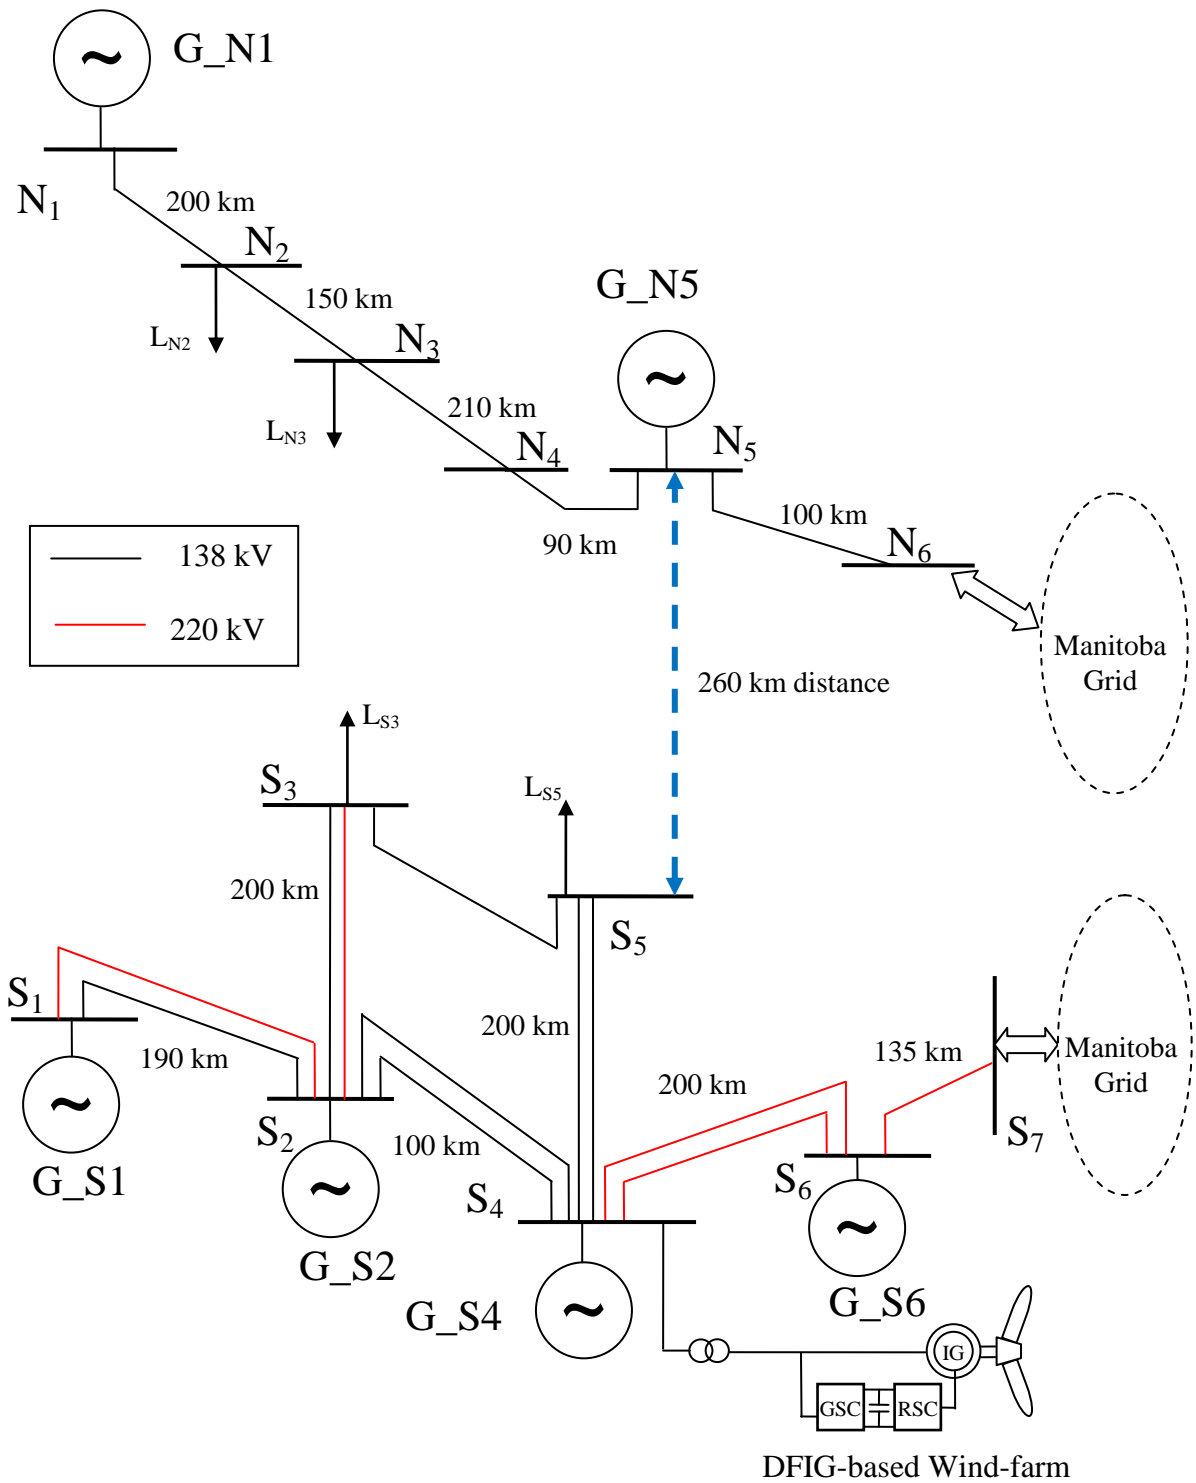 G_N1
N1
200 km
N2
150 km
LN2
N3
LN3
210 km
N4
G_N5
N5
90 km
100 km
N6
138 kV
220 kV
Manitoba
Grid
260 km distance
LS3
S3
LS5
200 km
S5
S1
190 km
S2
G_S1
G_S2
100 km
200 km
S4
G_S4
200 km
135 km
S6
G_S6
S7
Manitoba
Grid
IG
GSC
RSC
DFIG-based Wind-farm